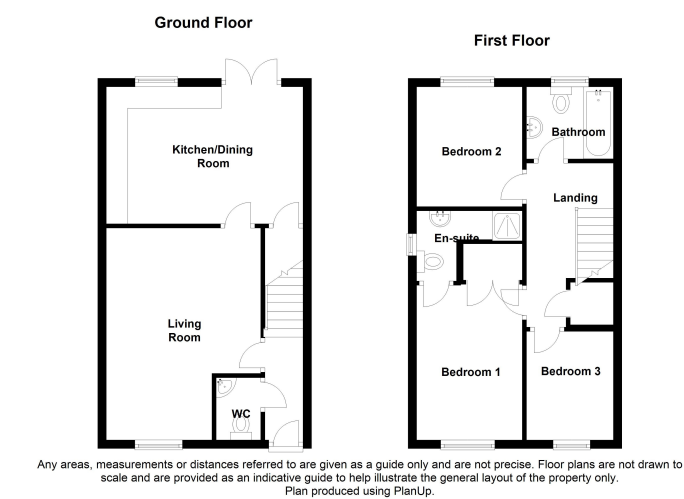 Ground Floor
First Floor
Kitchen/Dining
Room
Bedroom 2
Bathroom
Landing
En-suite
Living
Room
WC
Bedroom 1
Bedroom 3
Any areas, measurements or distances referred to are given as a guide only and are not precise. Floor plans are not drawn to
scale and are provided as an indicative guide to help illustrate the general layout of the property only.
Plan produced using PlanUp.